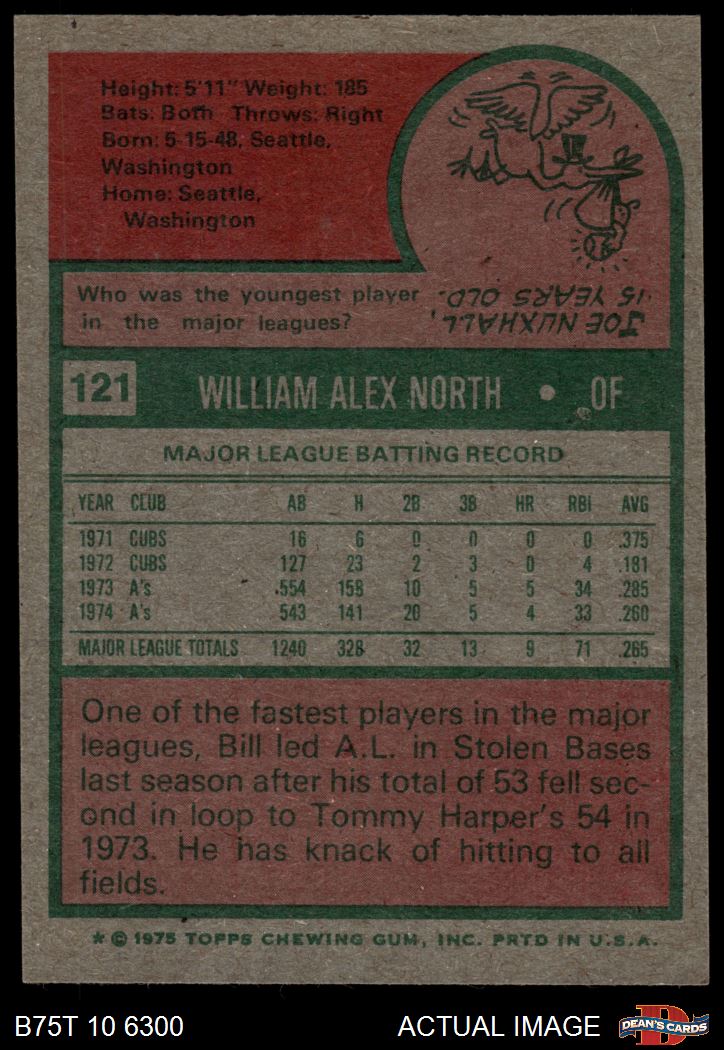 Height: 5'11" Weight: 185
Bats: Both Throws: Right
Born: 5-15-48, Seattle,
Washington
Home: Seattle,
Washington
Who was the youngest player
in the major leagues?
JOE NUXHALL,
15 YEARS OLD.
121 WILLIAM ALEX NORTH • OF
MAJOR LEAGUE BATTING RECORD
YEAR CLUB AB H 2B 3B HR RBI AVG
1971 CUBS 16 6 0 0 0 0 .375
1972 CUBS 127 23 2 3 0 4 .181
1973 A's 554 158 10 5 5 34 .285
1974 A's 543 141 20 5 4 33 .260
MAJOR LEAGUE TOTALS 1240 328 32 13 9 71 .265
One of the fastest players in the major
leagues, Bill led A.L. in Stolen Bases
last season after his total of 53 fell sec-
ond in loop to Tommy Harper's 54 in
1973. He has knack of hitting to all
fields.
* © 1975 TOPPS CHEWING GUM, INC. PRTD IN U.S.A.
B75T 10 6300 ACTUAL IMAGE D DEAN'S CARDS